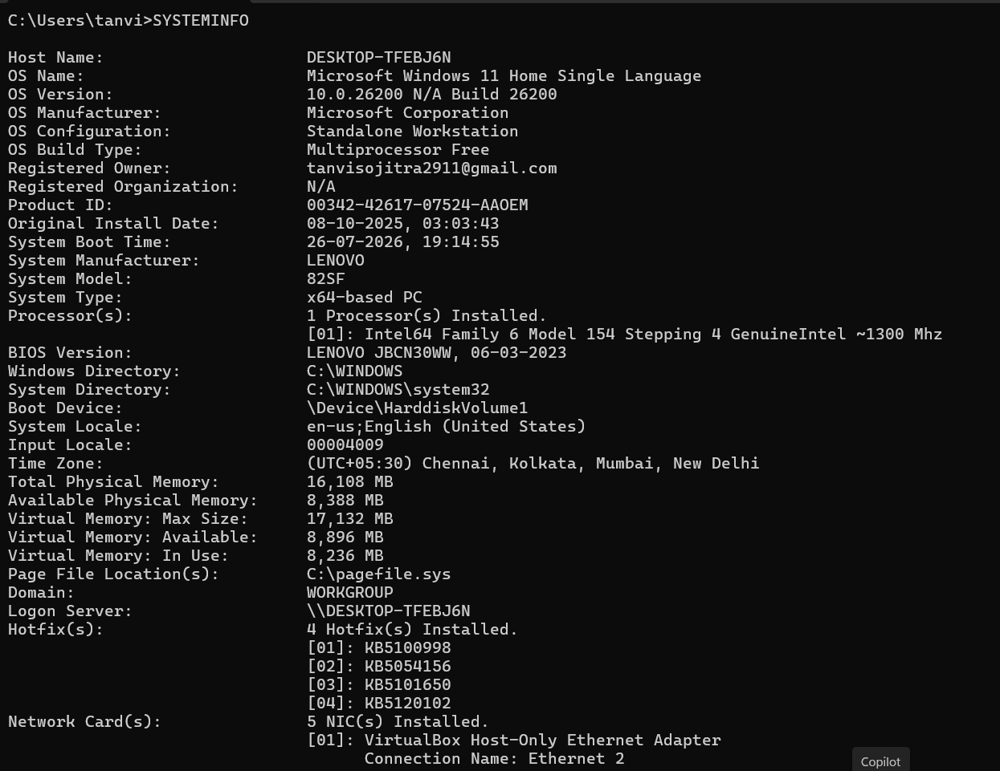 C:\Users\tanvi>SYSTEMINFO
Host Name: DESKTOP-TFEBJ6N
OS Name: Microsoft Windows 11 Home Single Language
OS Version: 10.0.26200 N/A Build 26200
OS Manufacturer: Microsoft Corporation
OS Configuration: Standalone Workstation
OS Build Type: Multiprocessor Free
Registered Owner: tanvisojitra2911@gmail.com
Registered Organization: N/A
Product ID: 00342-42617-07524-AAOEM
Original Install Date: 08-10-2025, 03:03:43
System Boot Time: 26-07-2026, 19:14:55
System Manufacturer: LENOVO
System Model: 82SF
System Type: x64-based PC
Processor(s): 1 Processor(s) Installed.
[01]: Intel64 Family 6 Model 154 Stepping 4 GenuineIntel ~1300 Mhz
BIOS Version: LENOVO JBCN30WW, 06-03-2023
Windows Directory: C:\WINDOWS
System Directory: C:\WINDOWS\system32
Boot Device: \Device\HarddiskVolume1
System Locale: en-us;English (United States)
Input Locale: 00004009
Time Zone: (UTC+05:30) Chennai, Kolkata, Mumbai, New Delhi
Total Physical Memory: 16,108 MB
Available Physical Memory: 8,388 MB
Virtual Memory: Max Size: 17,132 MB
Virtual Memory: Available: 8,896 MB
Virtual Memory: In Use: 8,236 MB
Page File Location(s): C:\pagefile.sys
Domain: WORKGROUP
Logon Server: \\DESKTOP-TFEBJ6N
Hotfix(s): 4 Hotfix(s) Installed.
[01]: KB5100998
[02]: KB5054156
[03]: KB5101650
[04]: KB5120102
Network Card(s): 5 NIC(s) Installed.
[01]: VirtualBox Host-Only Ethernet Adapter
Connection Name: Ethernet 2
Copilot